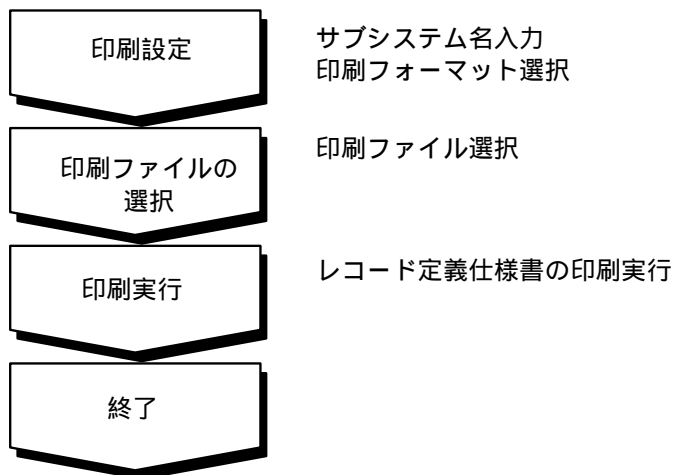 印刷設定
サブシステム名入力
印刷フォーマット選択
印刷ファイルの
選択
印刷ファイル選択
印刷実行
レコード定義仕様書の印刷実行
終了